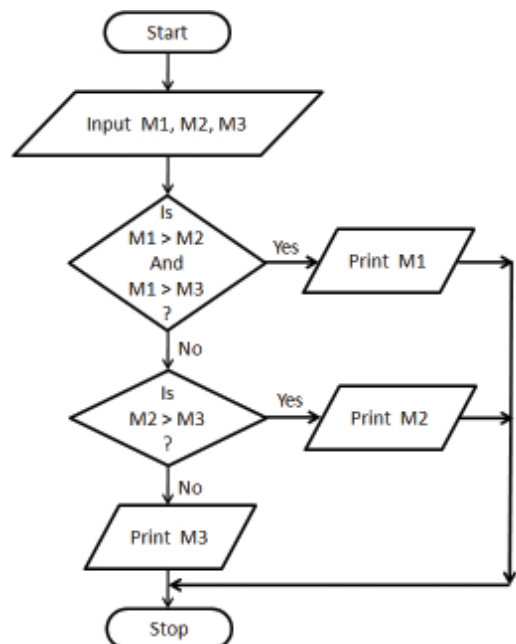 Start
Input M1, M2, M3
Is
M1 > M2
And
M1 > M3
?
Yes
Print M1
No
Is
M2 > M3
?
Yes
Print M2
No
Print M3
Stop